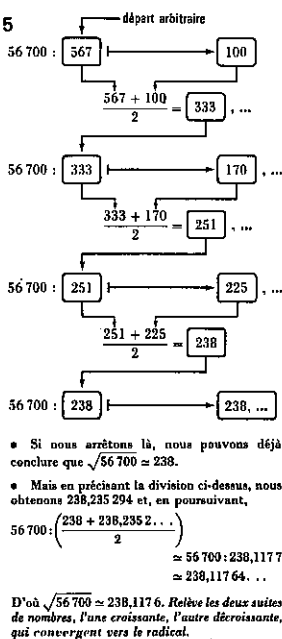 5
départ arbitraire
56 700 : 567 100
567 + 100
2
= 333 , ...
56 700 : 333 170 , ...
333 + 170
2
= 251 , ...
56 700 : 251 225 , ...
251 + 225
2
= 238
56 700 : 238 238, ...
• Si nous arrêtons là, nous pouvons déjà
conclure que √56 700 ≃ 238.
• Mais en précisant la division ci-dessus, nous
obtenons 238,235 294 et, en poursuivant,
56 700 : (238 + 238,235 2 . . .
2)
≃ 56 700 : 238,117 7
≃ 238,117 64. . .
D'où √56 700 ≃ 238,117 6. Relève les deux suites
de nombres, l'une croissante, l'autre décroissante,
qui convergent vers le radical.